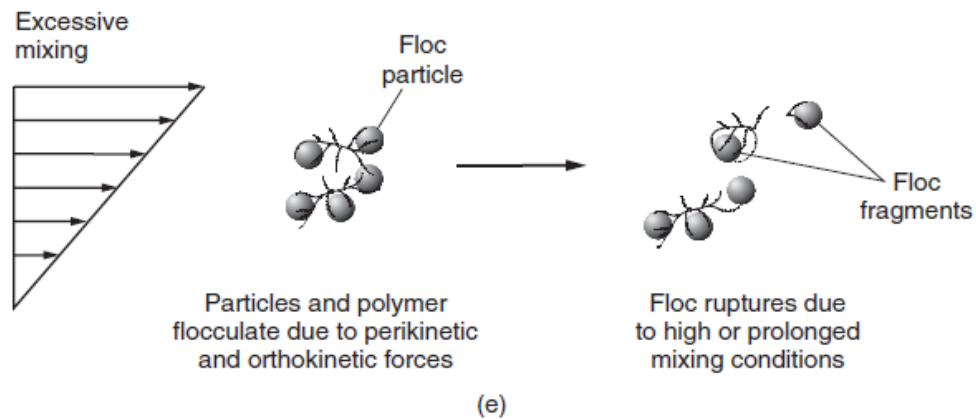 Excessive
mixing
Floc
particle
Floc
fragments
Particles and polymer
flocculate due to perikinetic
and orthokinetic forces
Floc ruptures due
to high or prolonged
mixing conditions
(e)